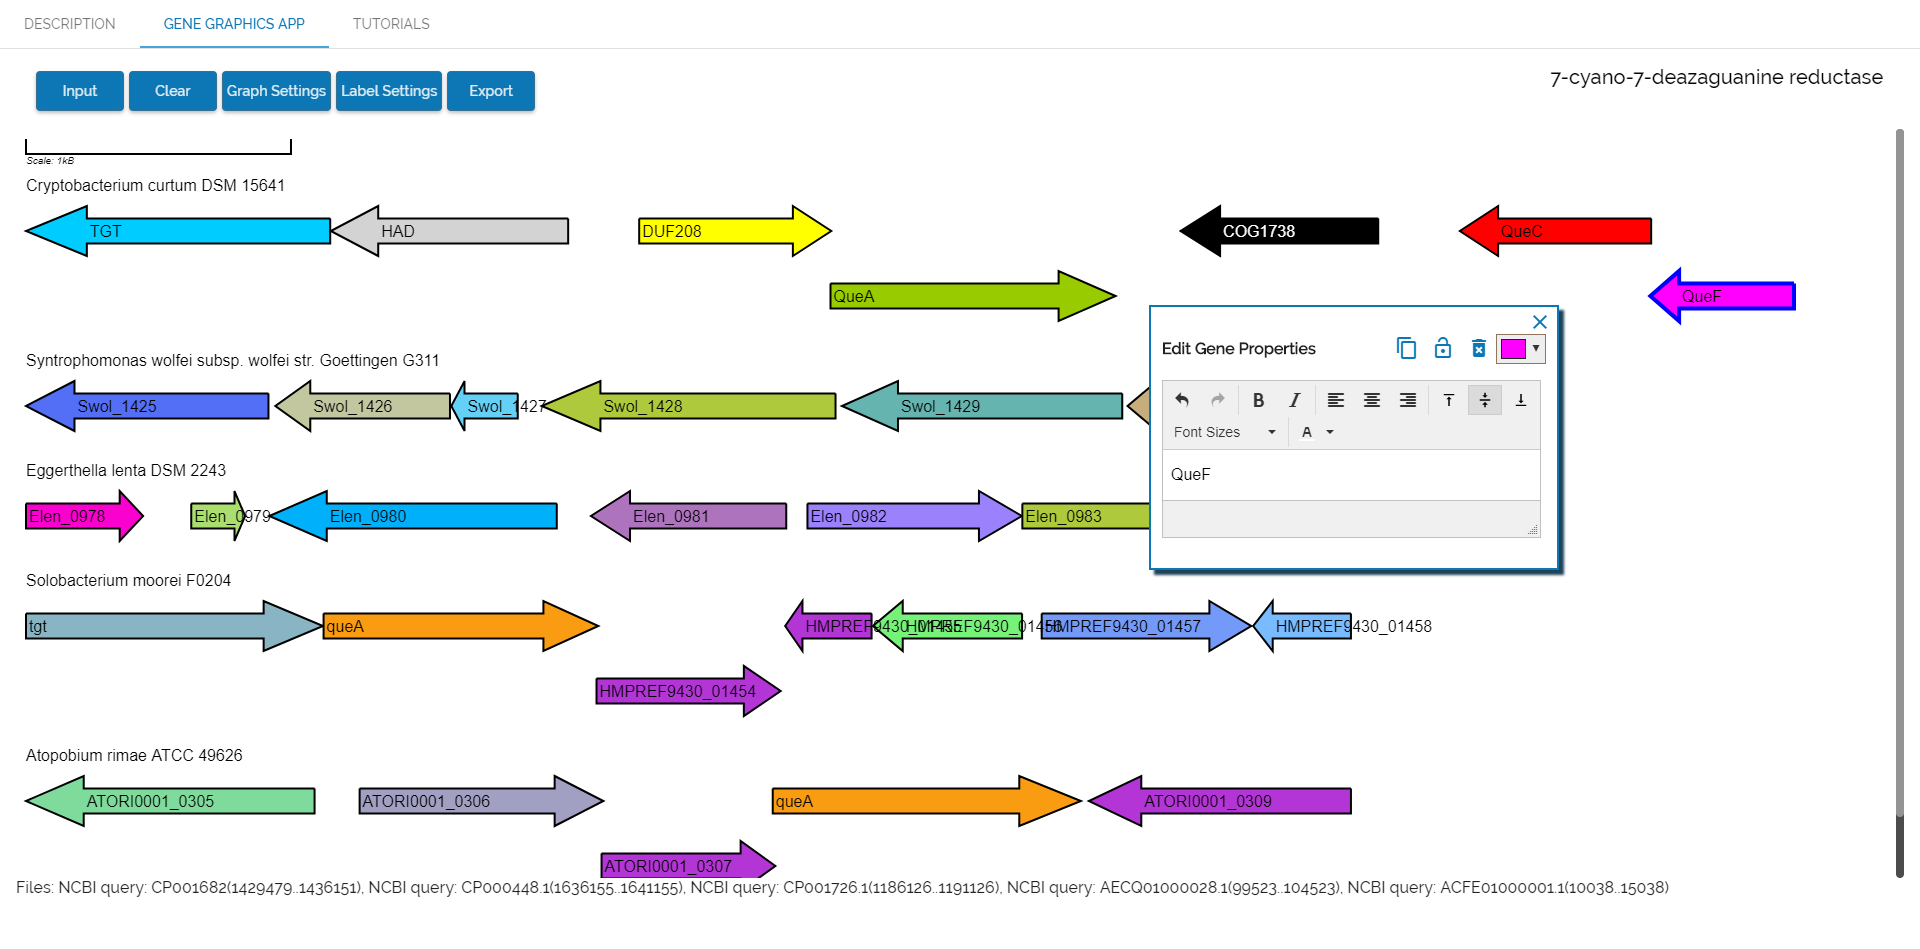 DESCRIPTION GENE GRAPHICS APP TUTORIALS
Input Clear Graph Settings Label Settings Export
7-cyano-7-deazaguanine reductase
Scale: 1kB
Cryptobacterium curtum DSM 15641
TGT HAD DUF208 COG1738 QueC
QueA QueF
Syntrophomonas wolfei subsp. wolfei str. Goettingen G311
Swol_1425 Swol_1426 Swol_1427 Swol_1428 Swol_1429
Eggerthella lenta DSM 2243
Elen_0978 Elen_0979 Elen_0980 Elen_0981 Elen_0982 Elen_0983
Edit Gene Properties
B I
Font Sizes A
QueF
Solobacterium moorei F0204
tgt queA HMPREF9430_01455 HMPREF9430_01456 HMPREF9430_01457 HMPREF9430_01458
HMPREF9430_01454
Atopobium rimae ATCC 49626
ATORI0001_0305 ATORI0001_0306 queA ATORI0001_0309
ATORI0001_0307
Files: NCBI query: CP001682(1429479..1436151), NCBI query: CP000448.1(1636155..1641155), NCBI query: CP001726.1(1186126..1191126), NCBI query: AECQ01000028.1(99523..104523), NCBI query: ACFE01000001.1(10038..15038)